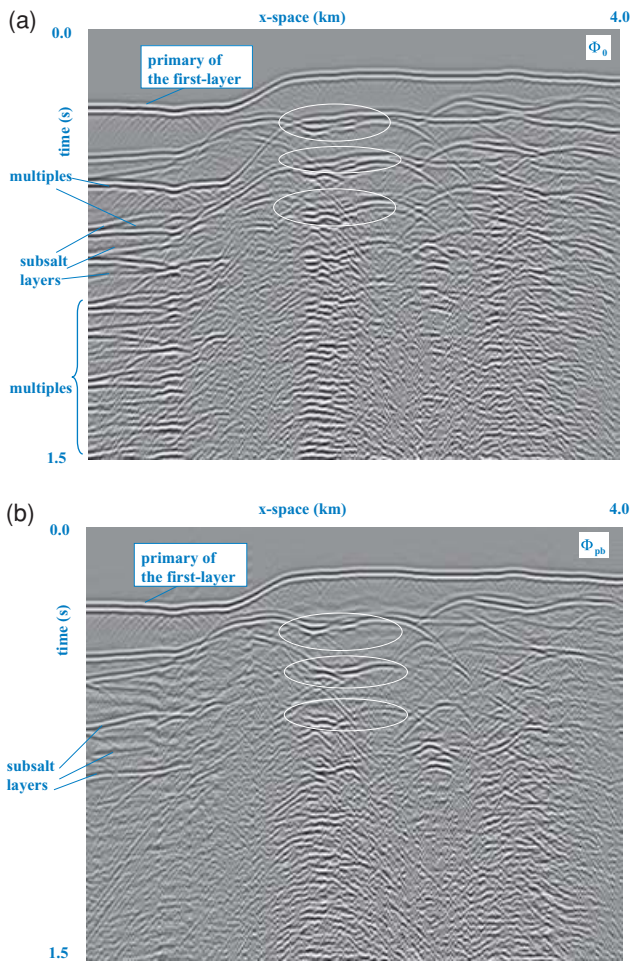 (a)
x-space (km)
0.0
4.0
Φ₀
primary of
the first-layer
time (s)
multiples
subsalt
layers
multiples
1.5
(b)
x-space (km)
0.0
4.0
Φpb
primary of
the first-layer
time (s)
subsalt
layers
1.5